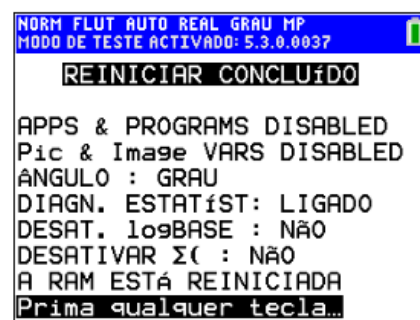 NORM FLUT AUTO REAL GRAU MP
MODO DE TESTE ACTIVADO: 5.3.0.0037
REINICIAR CONCLUíDO
APPS & PROGRAMS DISABLED
Pic & Image VARS DISABLED
ÂNGULO : GRAU
DIAGN. ESTATíST: LIGADO
DESAT. logBASE : NÃO
DESATIVAR Σ( : NÃO
A RAM ESTá REINICIADA
Prima qualquer tecla…